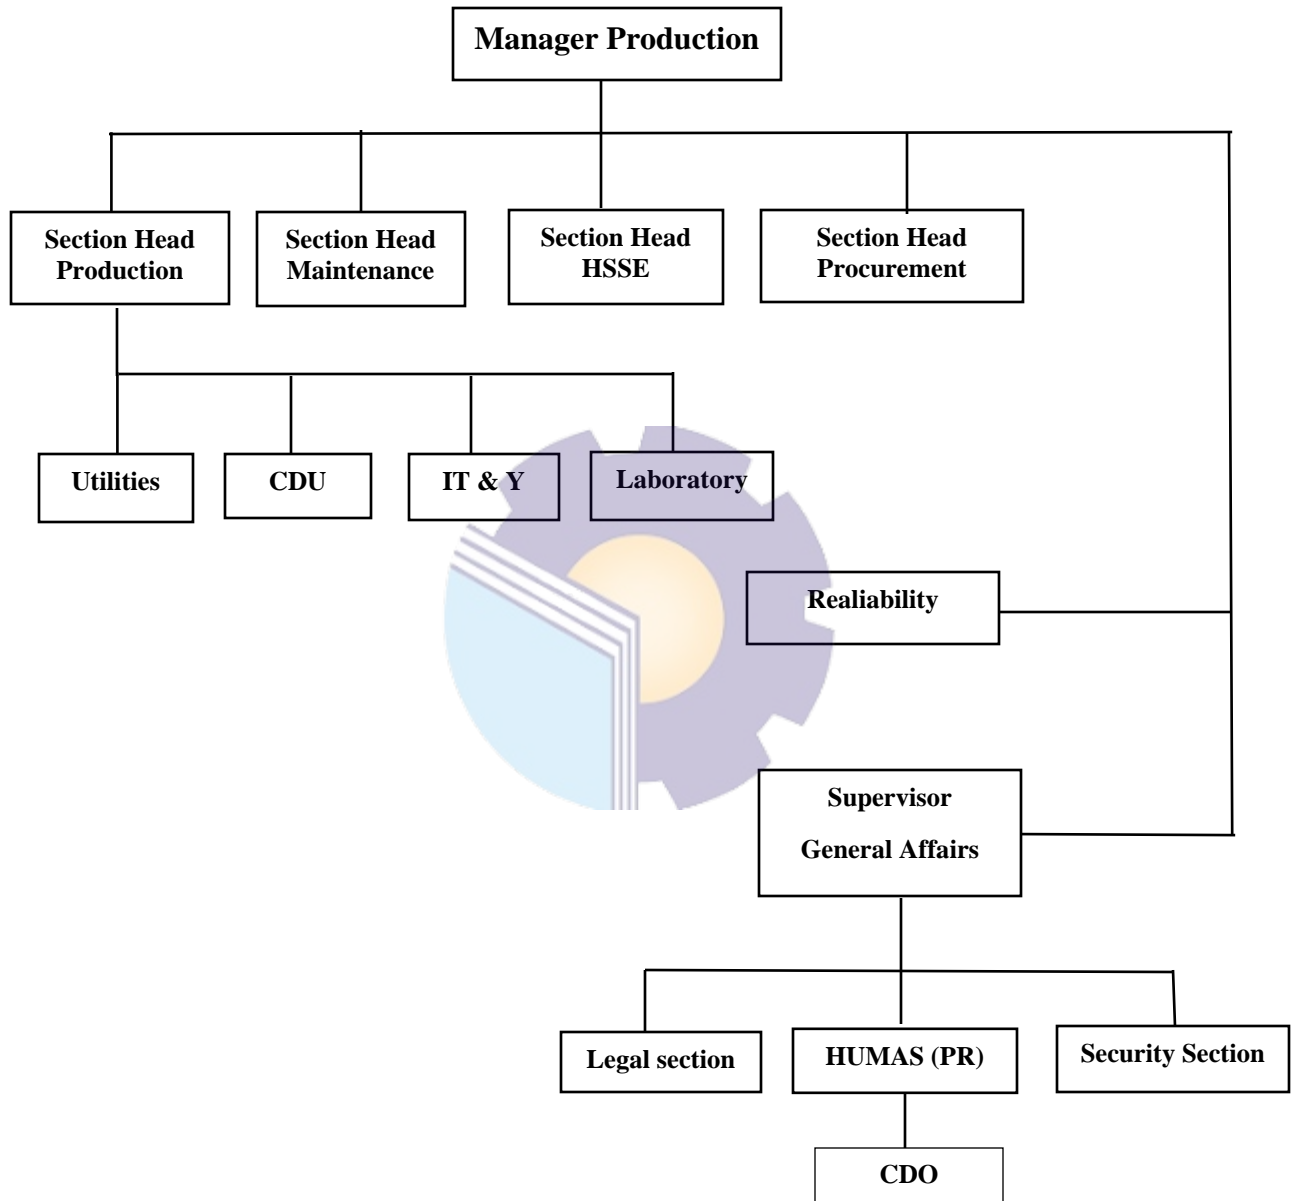 Manager Production
Section Head
Production
Section Head
Maintenance
Section Head
HSSE
Section Head
Procurement
Utilities
CDU
IT & Y
Laboratory
Realiability
Supervisor
General Affairs
Legal section
HUMAS (PR)
Security Section
CDO